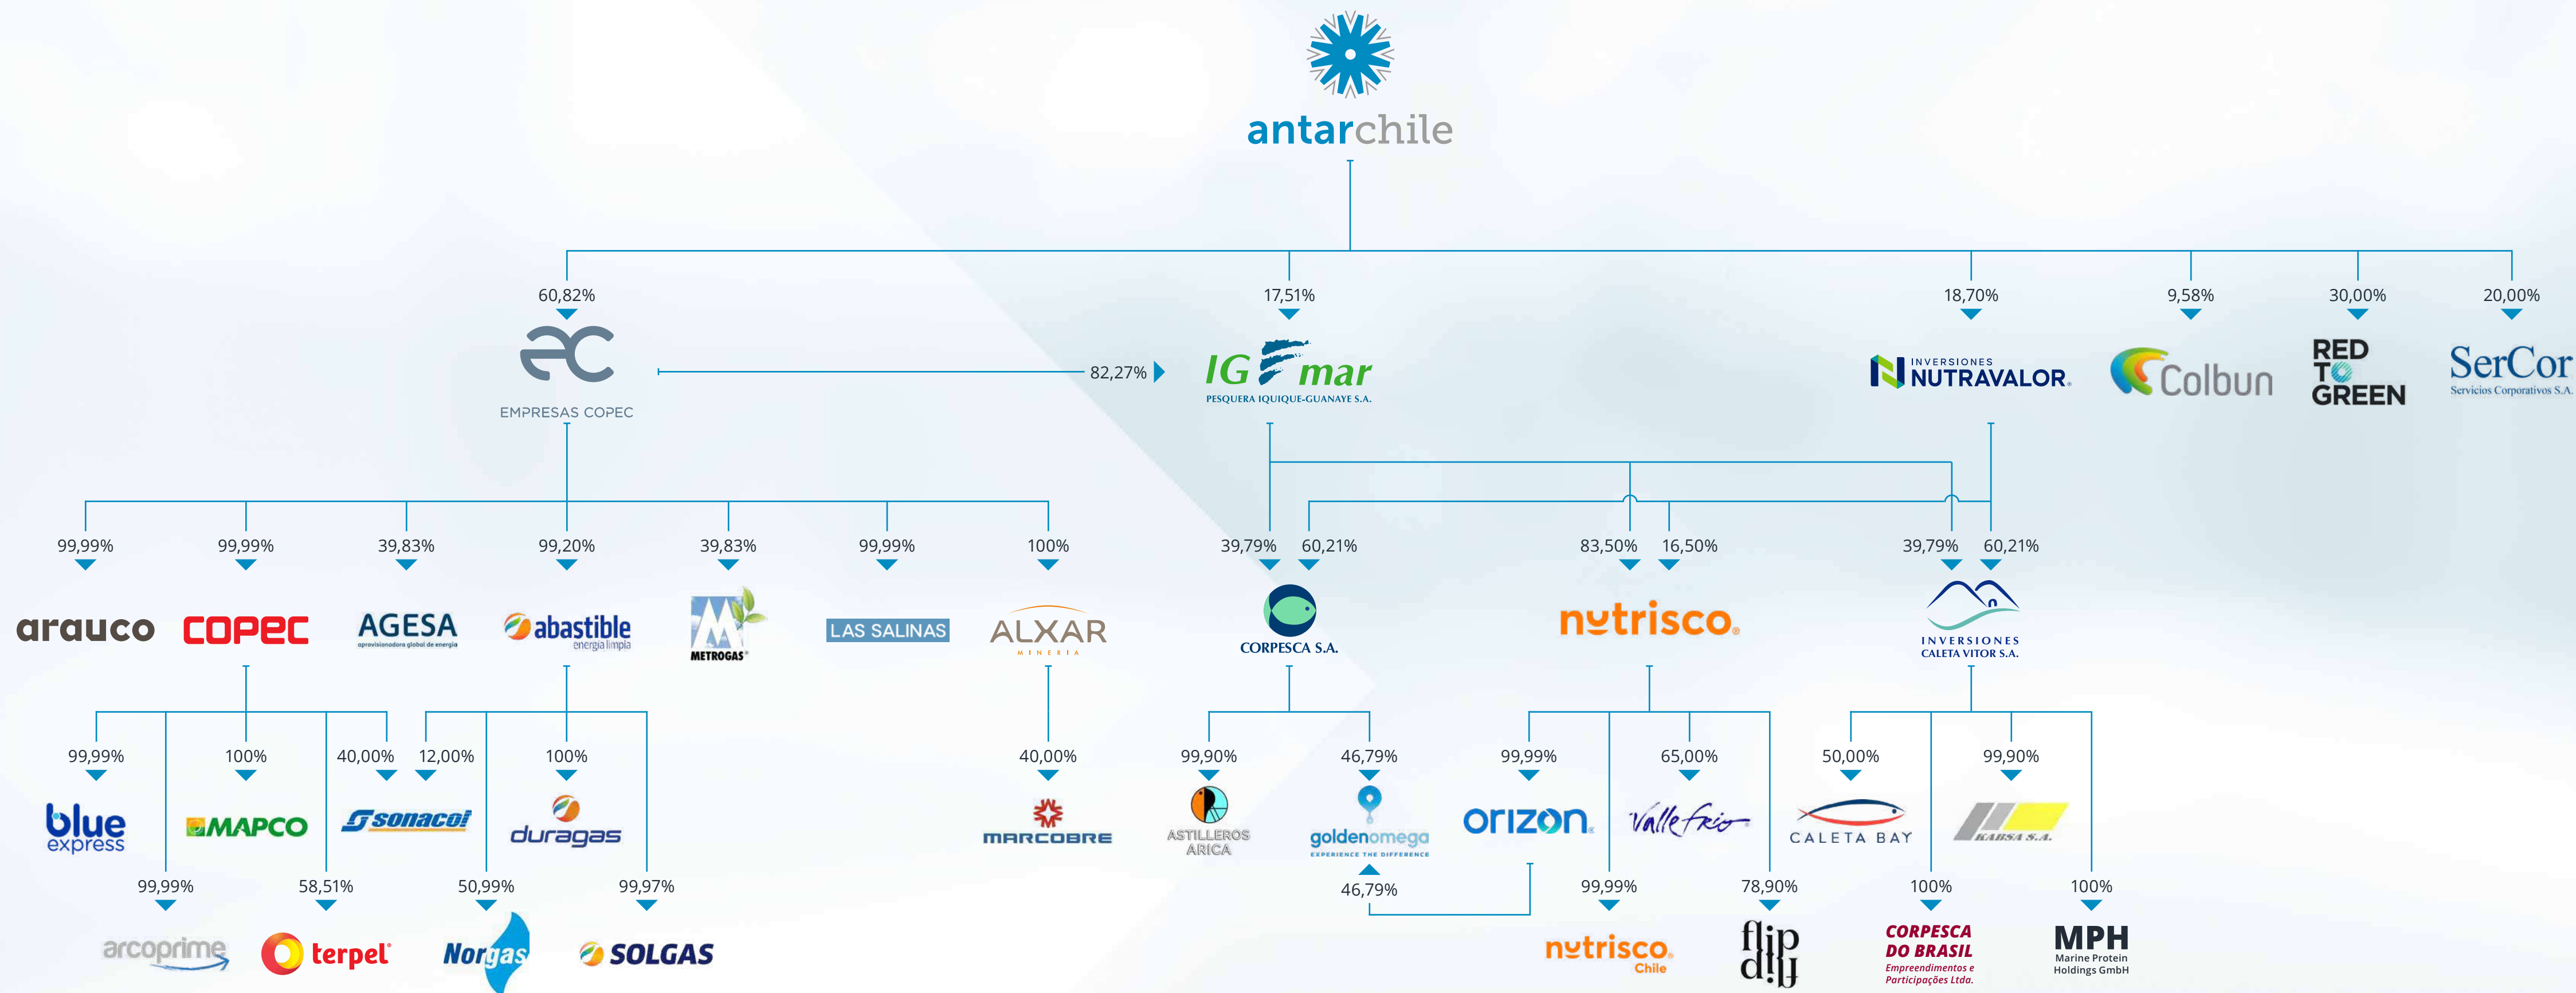 antarchile
60,82%
17,51%
18,70%
9,58%
30,00%
20,00%
EMPRESAS COPEC
82,27%
IG mar
PESQUERA IQUIQUE-GUANAYE S.A.
INVERSIONES
NUTRAVALOR
Colbun
RED
TO
GREEN
SerCor
Servicios Corporativos S.A.
99,99%
99,99%
39,83%
99,20%
39,83%
99,99%
100%
39,79%
60,21%
83,50%
16,50%
39,79%
60,21%
arauco
COPEC
AGESA
aprovisionadora global de energía
abastible
energía limpia
METROGAS
LAS SALINAS
ALXAR
MINERIA
CORPESCA S.A.
nutrisco
INVERSIONES
CALETA VITOR S.A.
99,99%
100%
40,00%
12,00%
100%
40,00%
99,90%
46,79%
99,99%
65,00%
50,00%
99,90%
blue
express
MAPCO
sonacol
duragas
MARCOBRE
ASTILLEROS
ARICA
goldenomega
EXPERIENCE THE DIFFERENCE
orizon
Valle frio
CALETA BAY
KABSA S.A.
99,99%
58,51%
50,99%
99,97%
46,79%
99,99%
78,90%
100%
100%
arcoprime
terpel
Norgas
SOLGAS
nutrisco
Chile
flip
flip
CORPESCA
DO BRASIL
Empreendimentos e
Participações Ltda.
MPH
Marine Protein
Holdings GmbH